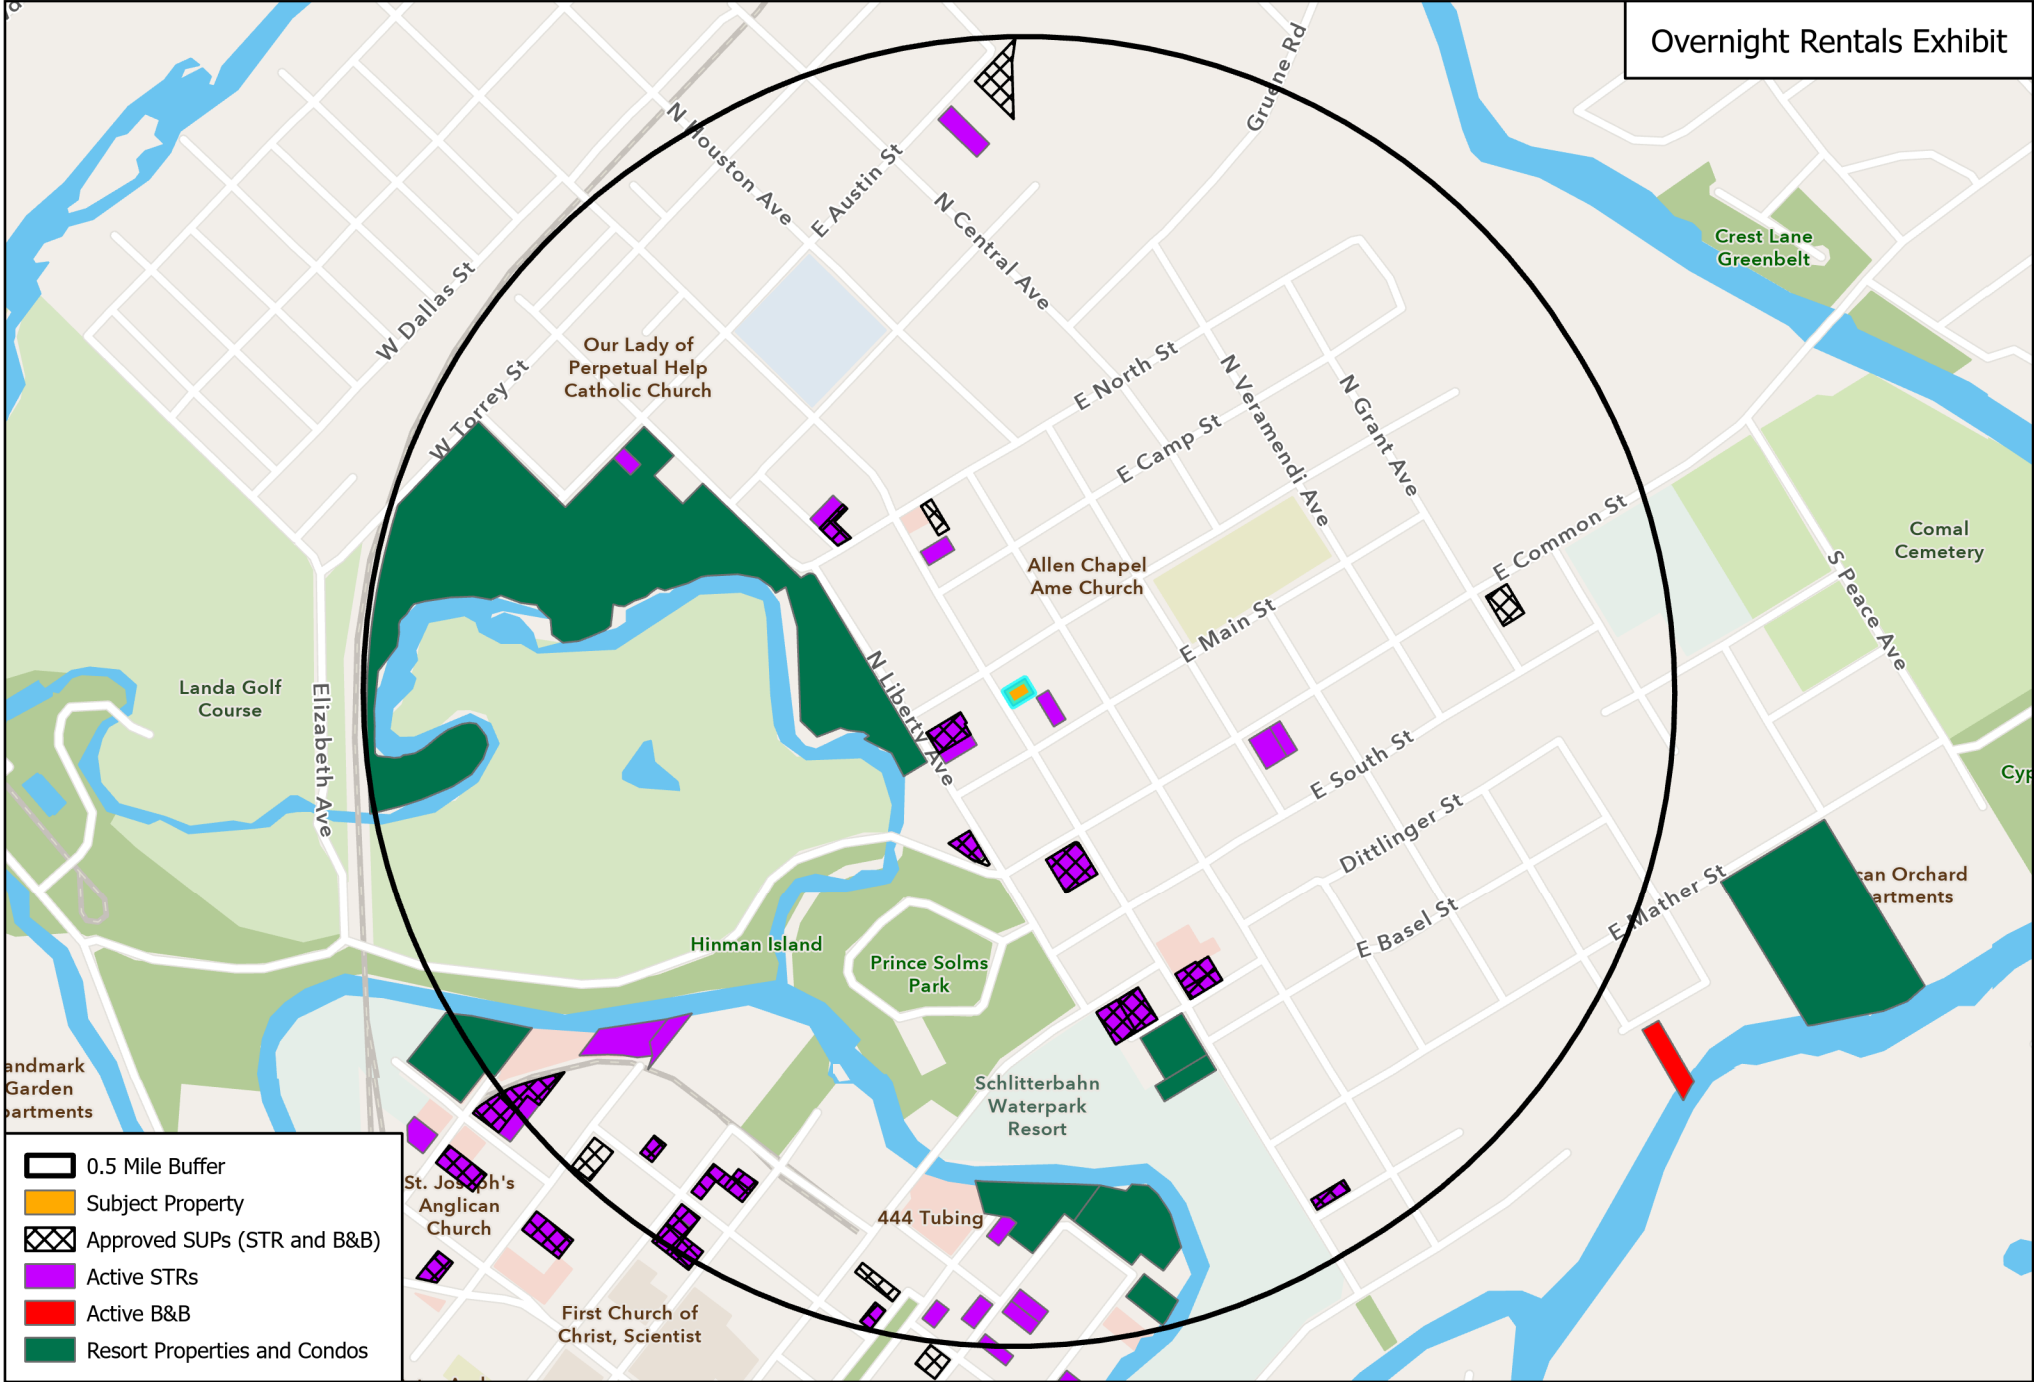 Overnight Rentals Exhibit
Gruene Rd
N Houston Ave
E Austin St
N Central Ave
Crest Lane
Greenbelt
W Dallas St
Our Lady of
Perpetual Help
Catholic Church
W Torrey St
E North St
N Veramendi Ave
N Grant Ave
E Camp St
E Common St
Comal
Cemetery
S Peace Ave
Allen Chapel
Ame Church
E Main St
N Liberty Ave
Landa Golf
Course
Elizabeth Ave
E South St
Dittlinger St
E Basel St
E Mather St
can Orchard
artments
Cyp
Hinman Island
Prince Solms
Park
Schlitterbahn
Waterpark
Resort
andmark
Garden
partments
St. Joseph's
Anglican
Church
444 Tubing
First Church of
Christ, Scientist
0.5 Mile Buffer
Subject Property
Approved SUPs (STR and B&B)
Active STRs
Active B&B
Resort Properties and Condos